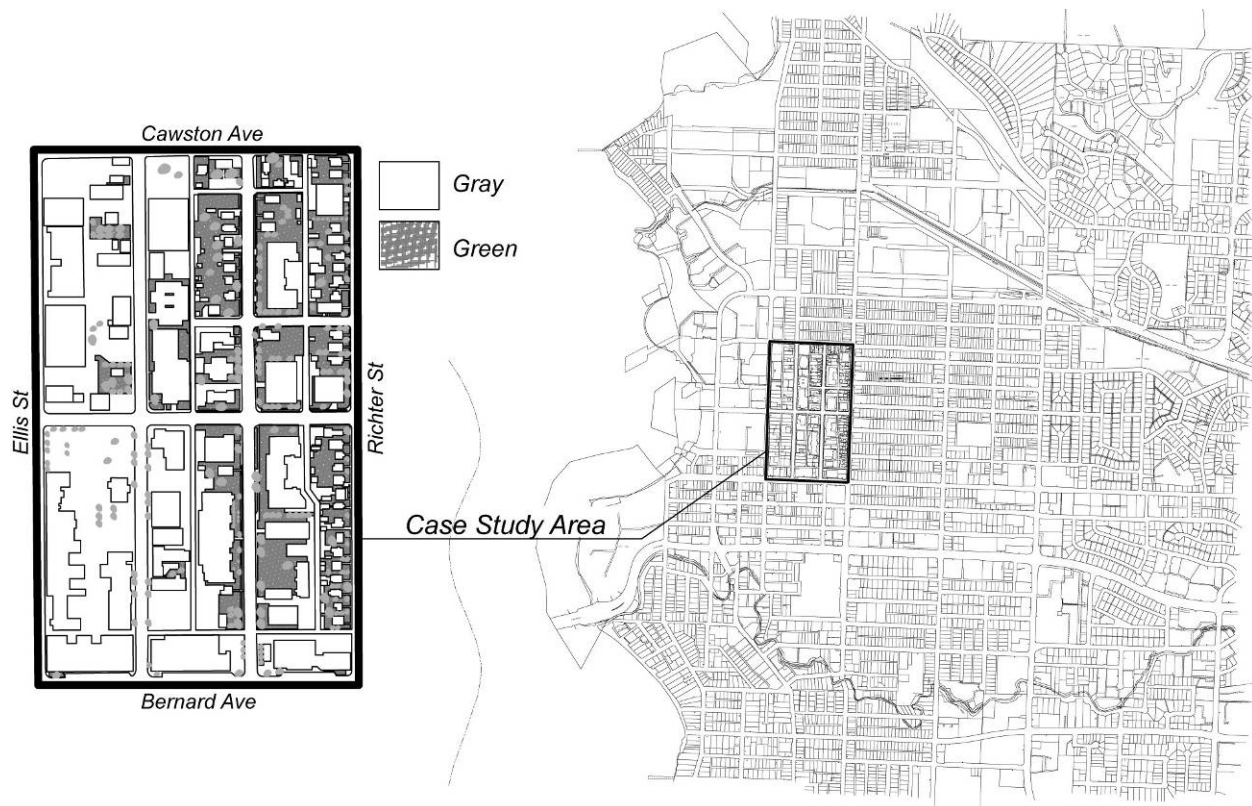 Cawston Ave
Gray
Green
Ellis St
Richter St
Case Study Area
Bernard Ave